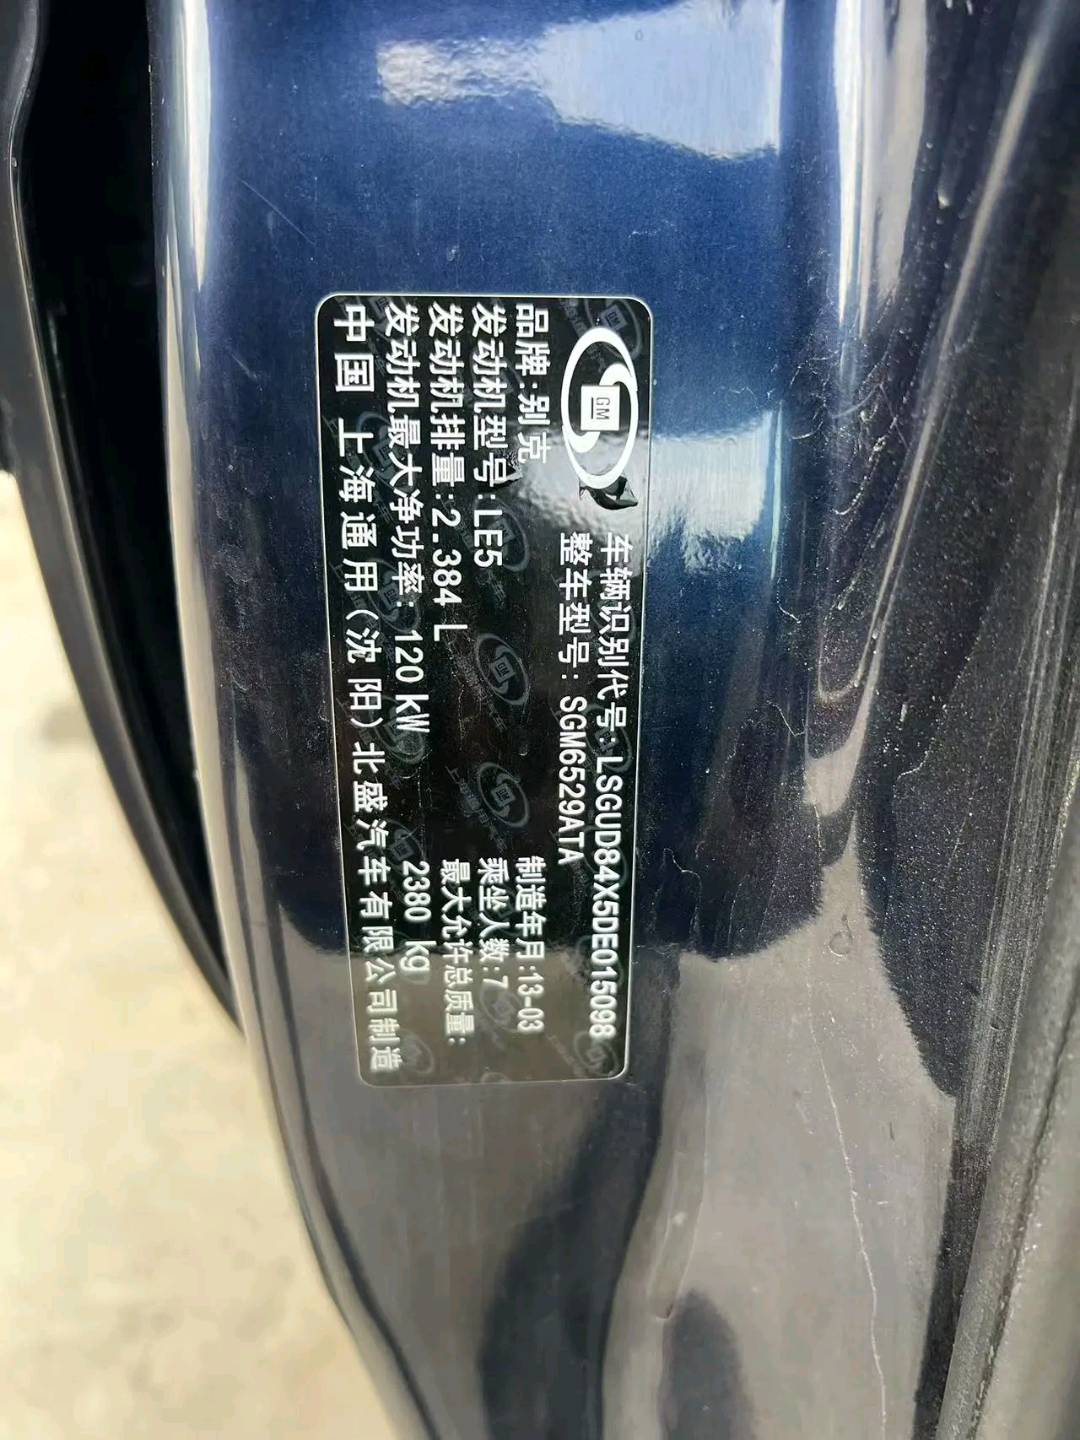 GM
车辆识别代号:LSGUD84X5DE015098
整车型号: SGM6529ATA
品牌:别克
制造年月:13-03
发动机型号:LE5
乘坐人数:7
发动机排量:2.384 L
最大允许总质量:
发动机最大净功率: 120 kW
2380 kg
中国 上海通用(沈阳)北盛汽车有限公司制造